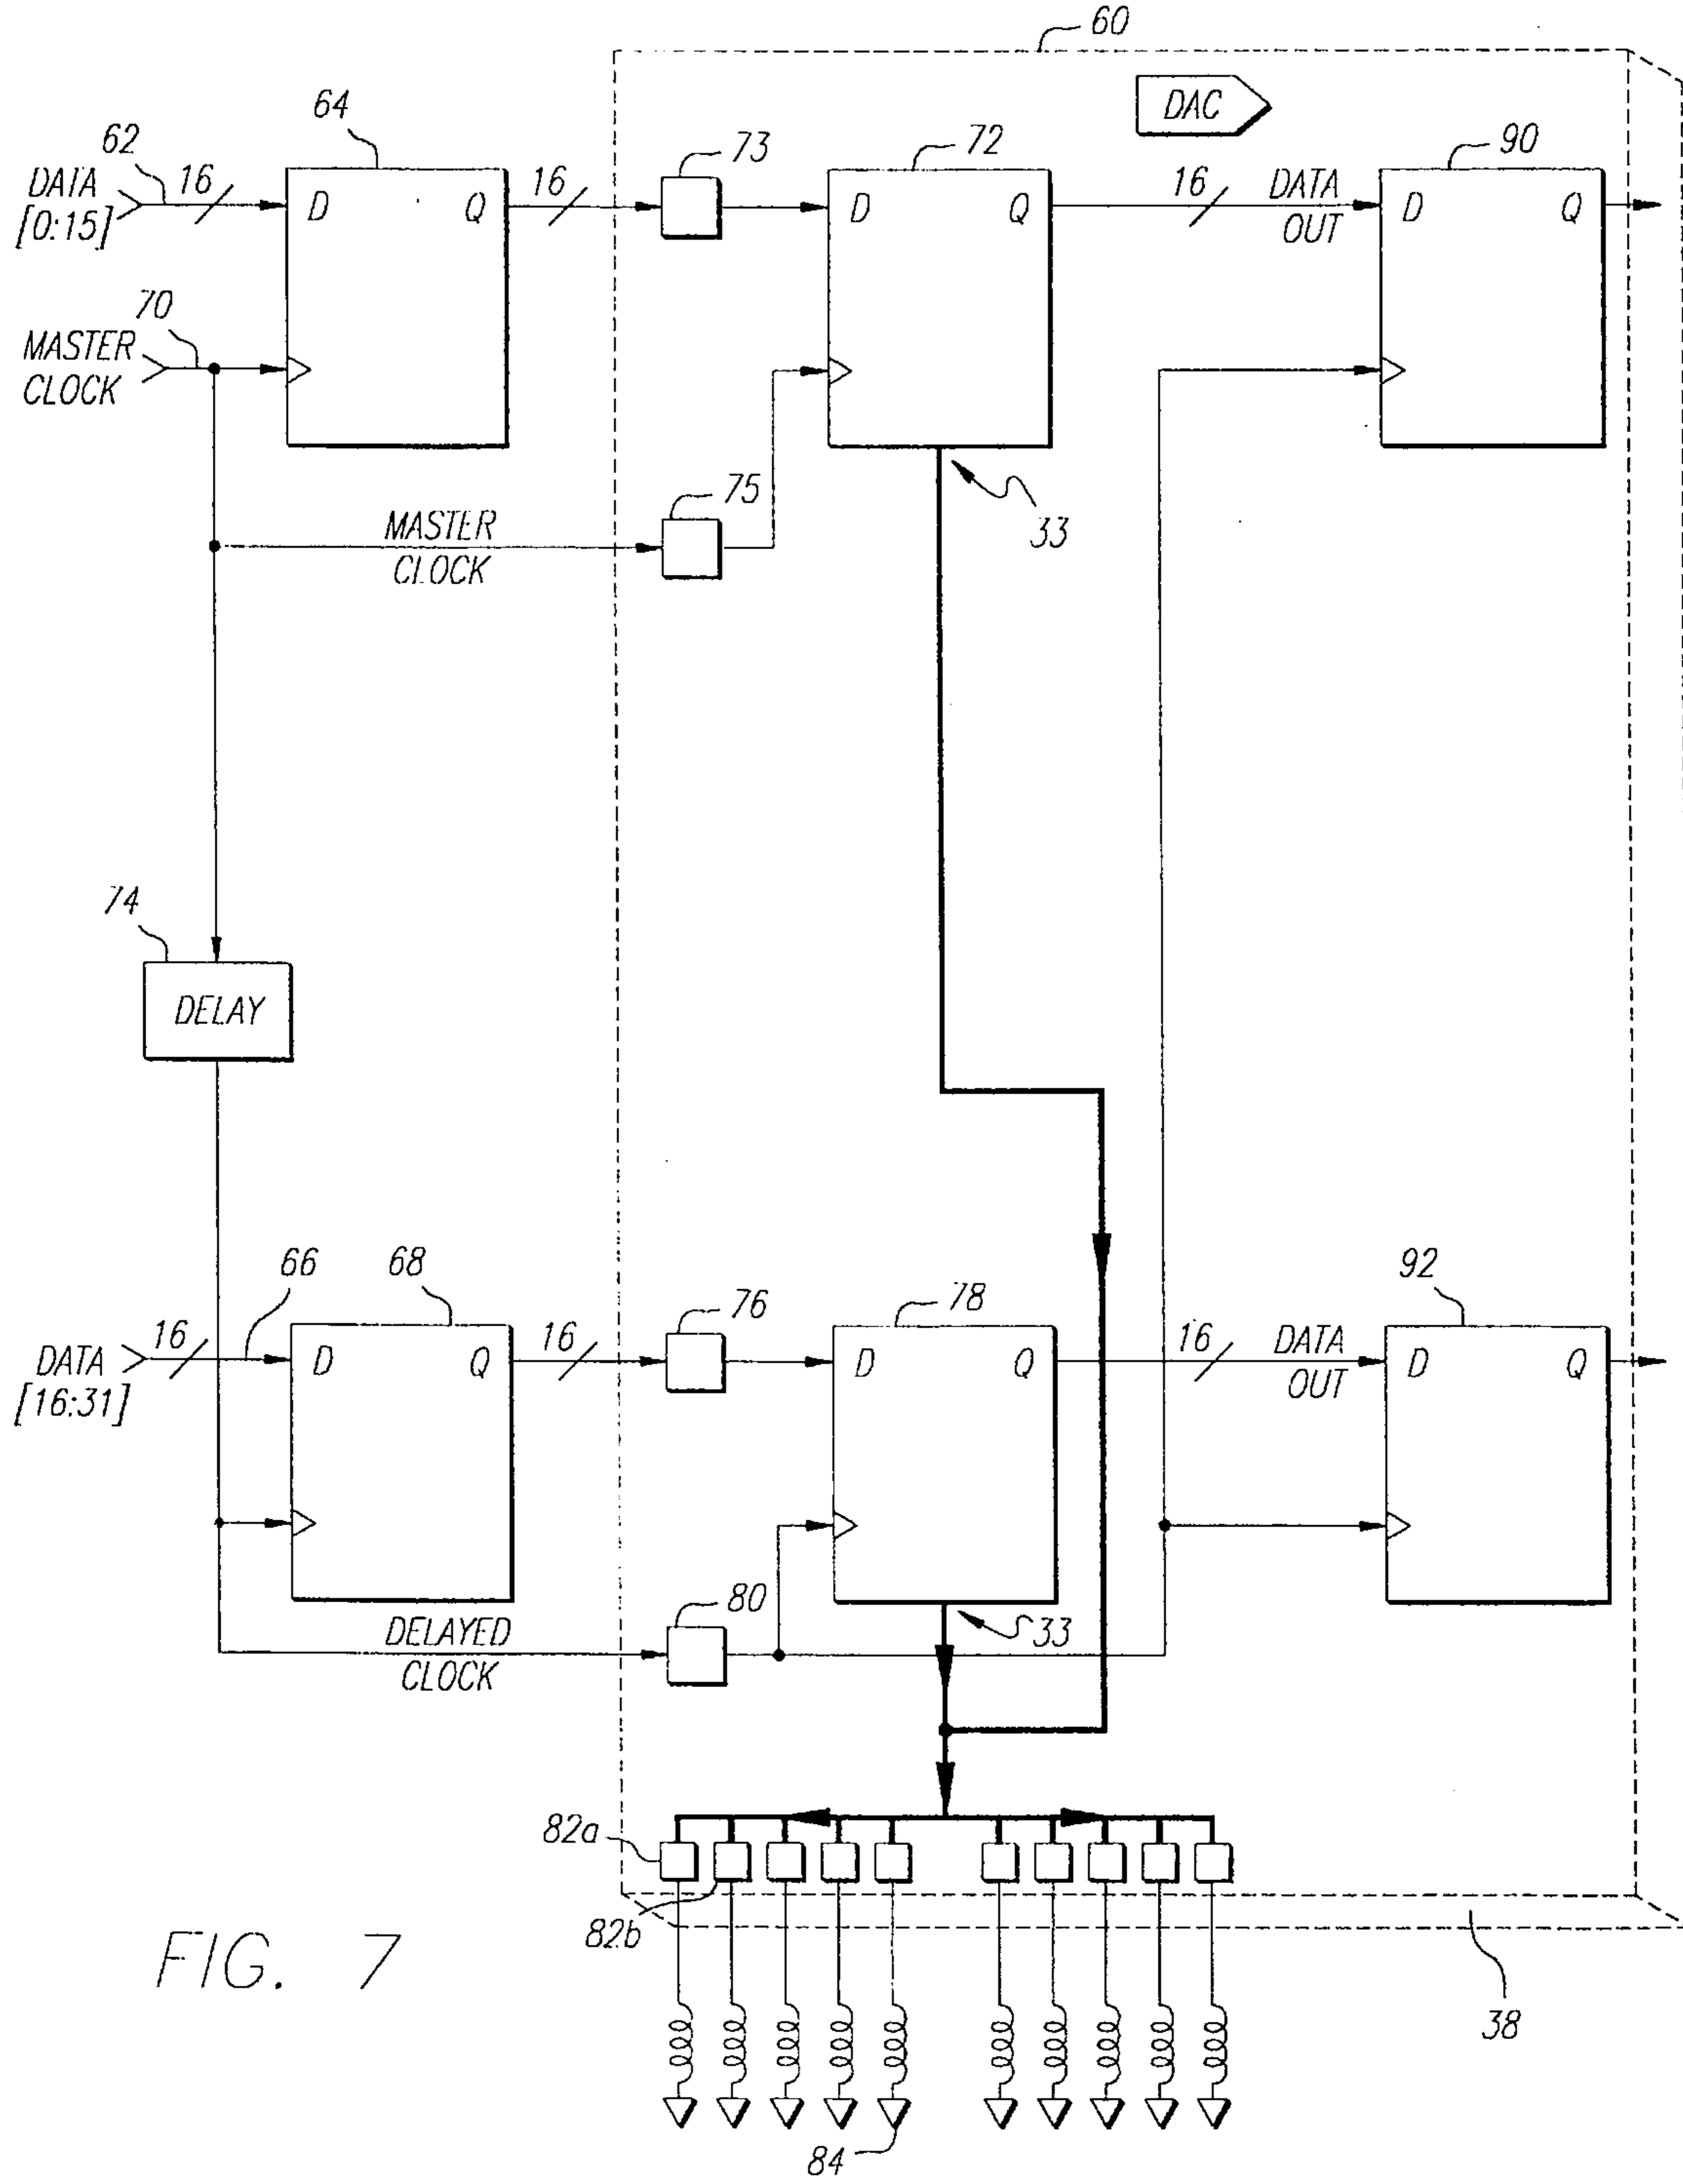 60
DAC
64
62
DATA
[0:15]
16
D
Q
16
73
72
D
Q
16
DATA
OUT
90
D
Q
70
MASTER
CLOCK
75
MASTER
CLOCK
33
74
DELAY
66
68
DATA
[16:31]
16
D
Q
16
76
78
D
Q
16
DATA
OUT
92
D
Q
80
DELAYED
CLOCK
33
82a
82b
38
84
FIG. 7